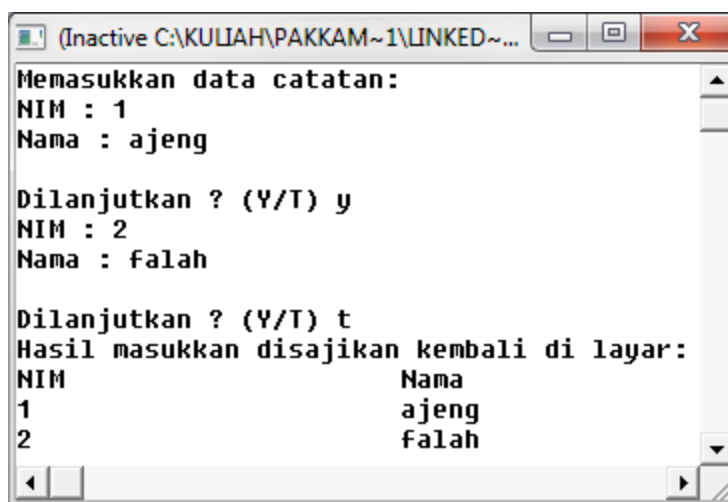 (Inactive C:\KULIAH\PAKKAM~1\LINKED~...
Memasukkan data catatan:
NIM : 1
Nama : ajeng
Dilanjutkan ? (Y/T) y
NIM : 2
Nama : falah
Dilanjutkan ? (Y/T) t
Hasil masukkan disajikan kembali di layar:
NIM Nama
1 ajeng
2 falah